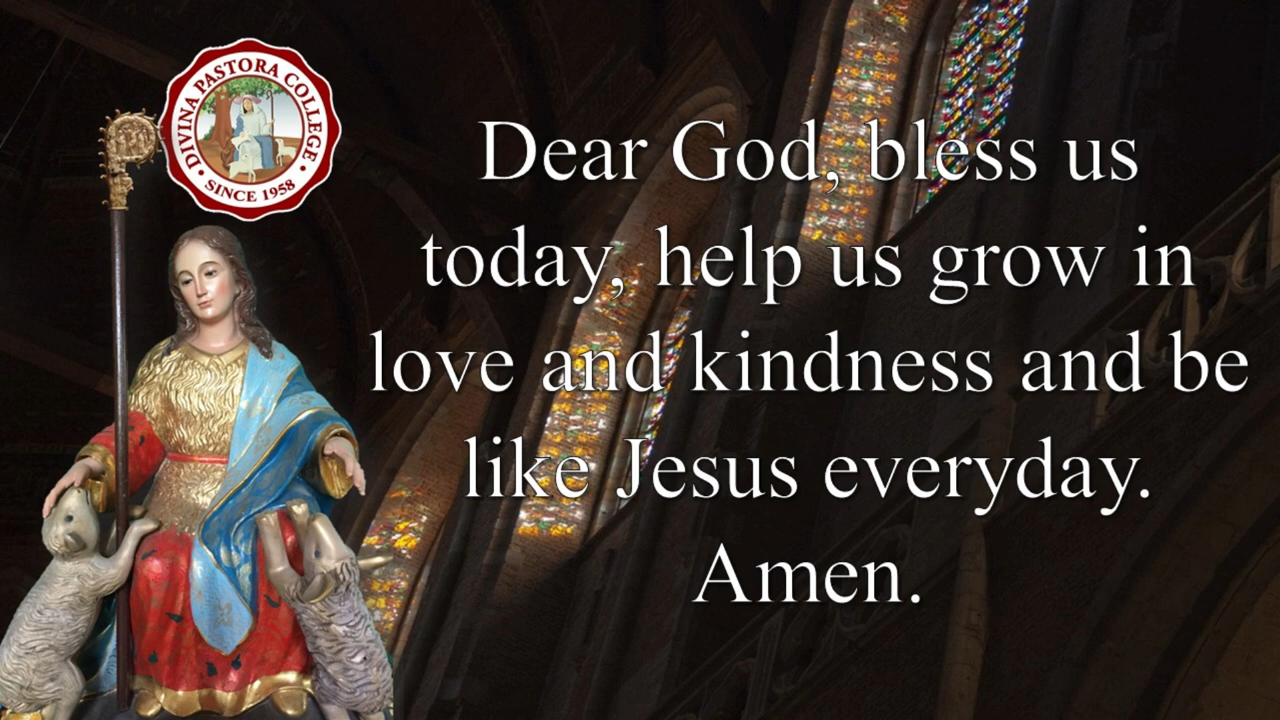 DIVINA PASTORA COLLEGE
SINCE 1958
Dear God, bless us
today, help us grow in
love and kindness and be
like Jesus everyday.
Amen.